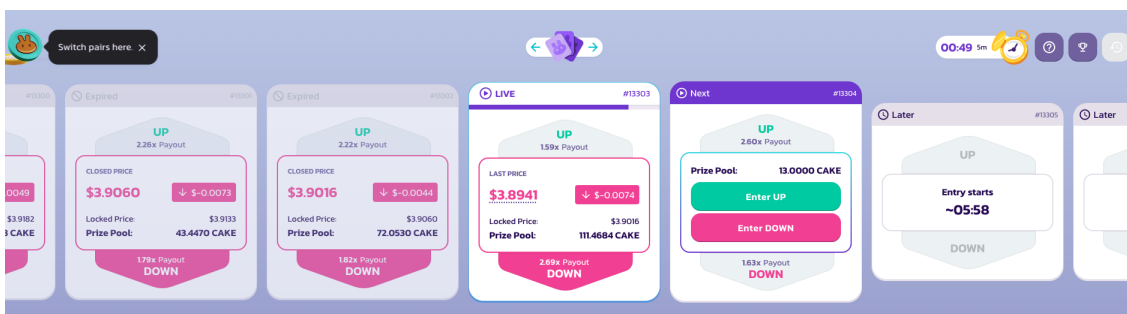 Switch pairs here. ×
00:49 5m
#13300
0049
$3.9182
CAKE
Expired #13301
UP
2.26x Payout
CLOSED PRICE
$3.9060 ↓ $-0.0073
Locked Price: $3.9133
Prize Pool: 43.4470 CAKE
1.79x Payout
DOWN
Expired #13302
UP
2.22x Payout
CLOSED PRICE
$3.9016 ↓ $-0.0044
Locked Price: $3.9060
Prize Pool: 72.0530 CAKE
1.82x Payout
DOWN
LIVE #13303
UP
1.59x Payout
LAST PRICE
$3.8941 ↓ $-0.0074
Locked Price: $3.9016
Prize Pool: 111.4684 CAKE
2.69x Payout
DOWN
Next #13304
UP
2.60x Payout
Prize Pool: 13.0000 CAKE
Enter UP
Enter DOWN
1.63x Payout
DOWN
Later #13305
UP
Entry starts
~05:58
DOWN
Later